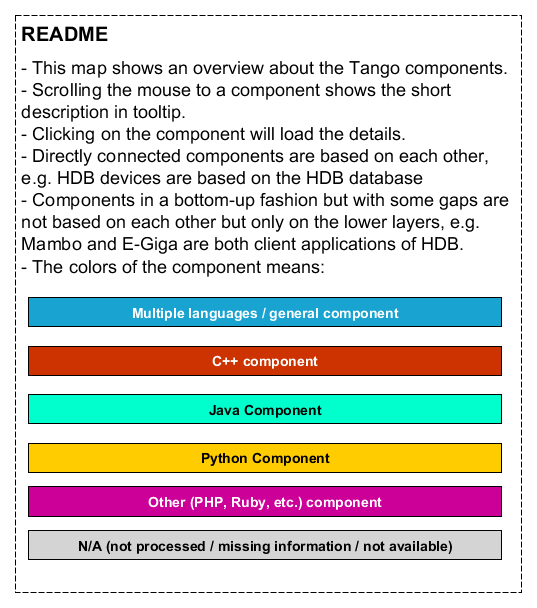 README
- This map shows an overview about the Tango components.
- Scrolling the mouse to a component shows the short
description in tooltip.
- Clicking on the component will load the details.
- Directly connected components are based on each other,
e.g. HDB devices are based on the HDB database
- Components in a bottom-up fashion but with some gaps are
not based on each other but only on the lower layers, e.g.
Mambo and E-Giga are both client applications of HDB.
- The colors of the component means:
Multiple languages / general component
C++ component
Java Component
Python Component
Other (PHP, Ruby, etc.) component
N/A (not processed / missing information / not available)